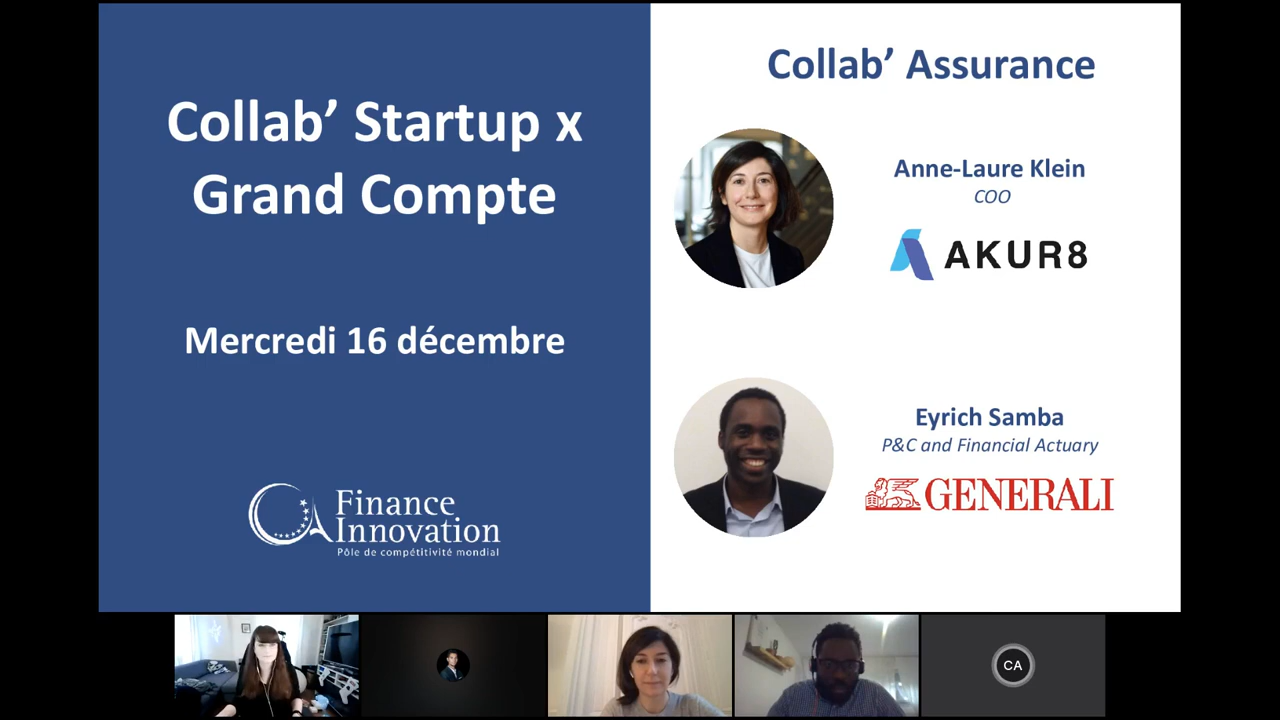 Collab’ Startup x
Grand Compte
Mercredi 16 décembre
Finance
Innovation
Pôle de compétitivité mondial
Collab’ Assurance
Anne-Laure Klein
COO
AKUR8
Eyrich Samba
P&C and Financial Actuary
GENERALI
CA